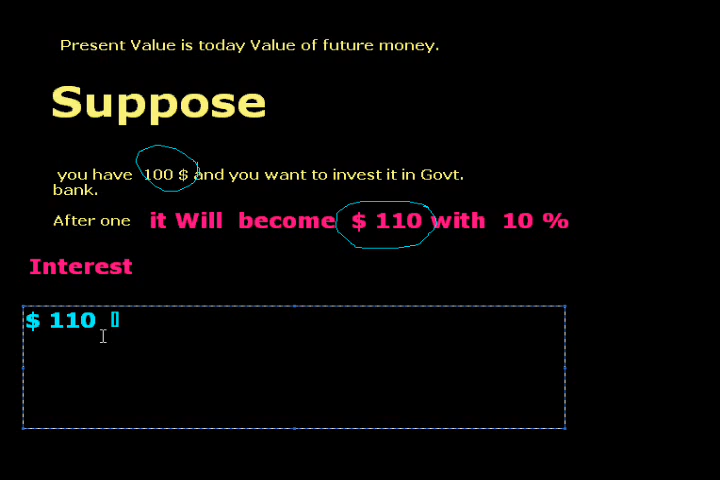 Present Value is today Value of future money.
Suppose
you have 100 $ and you want to invest it in Govt.
bank.
After one it Will become $ 110 with 10 %
Interest
$ 110